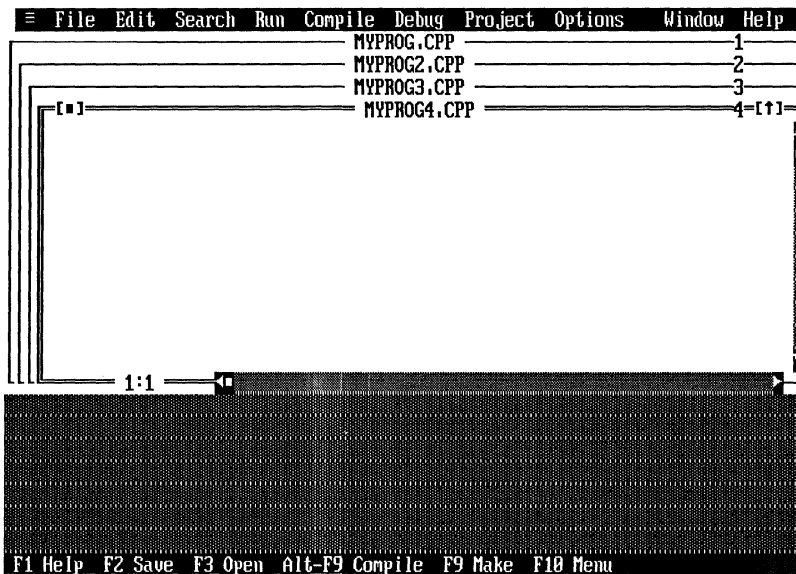 ≡ File Edit Search Run Compile Debug Project Options Window Help
MYPROG.CPP 1
MYPROG2.CPP 2
MYPROG3.CPP 3
[■] MYPROG4.CPP 4 [↑]
1:1
F1 Help F2 Save F3 Open Alt-F9 Compile F9 Make F10 Menu